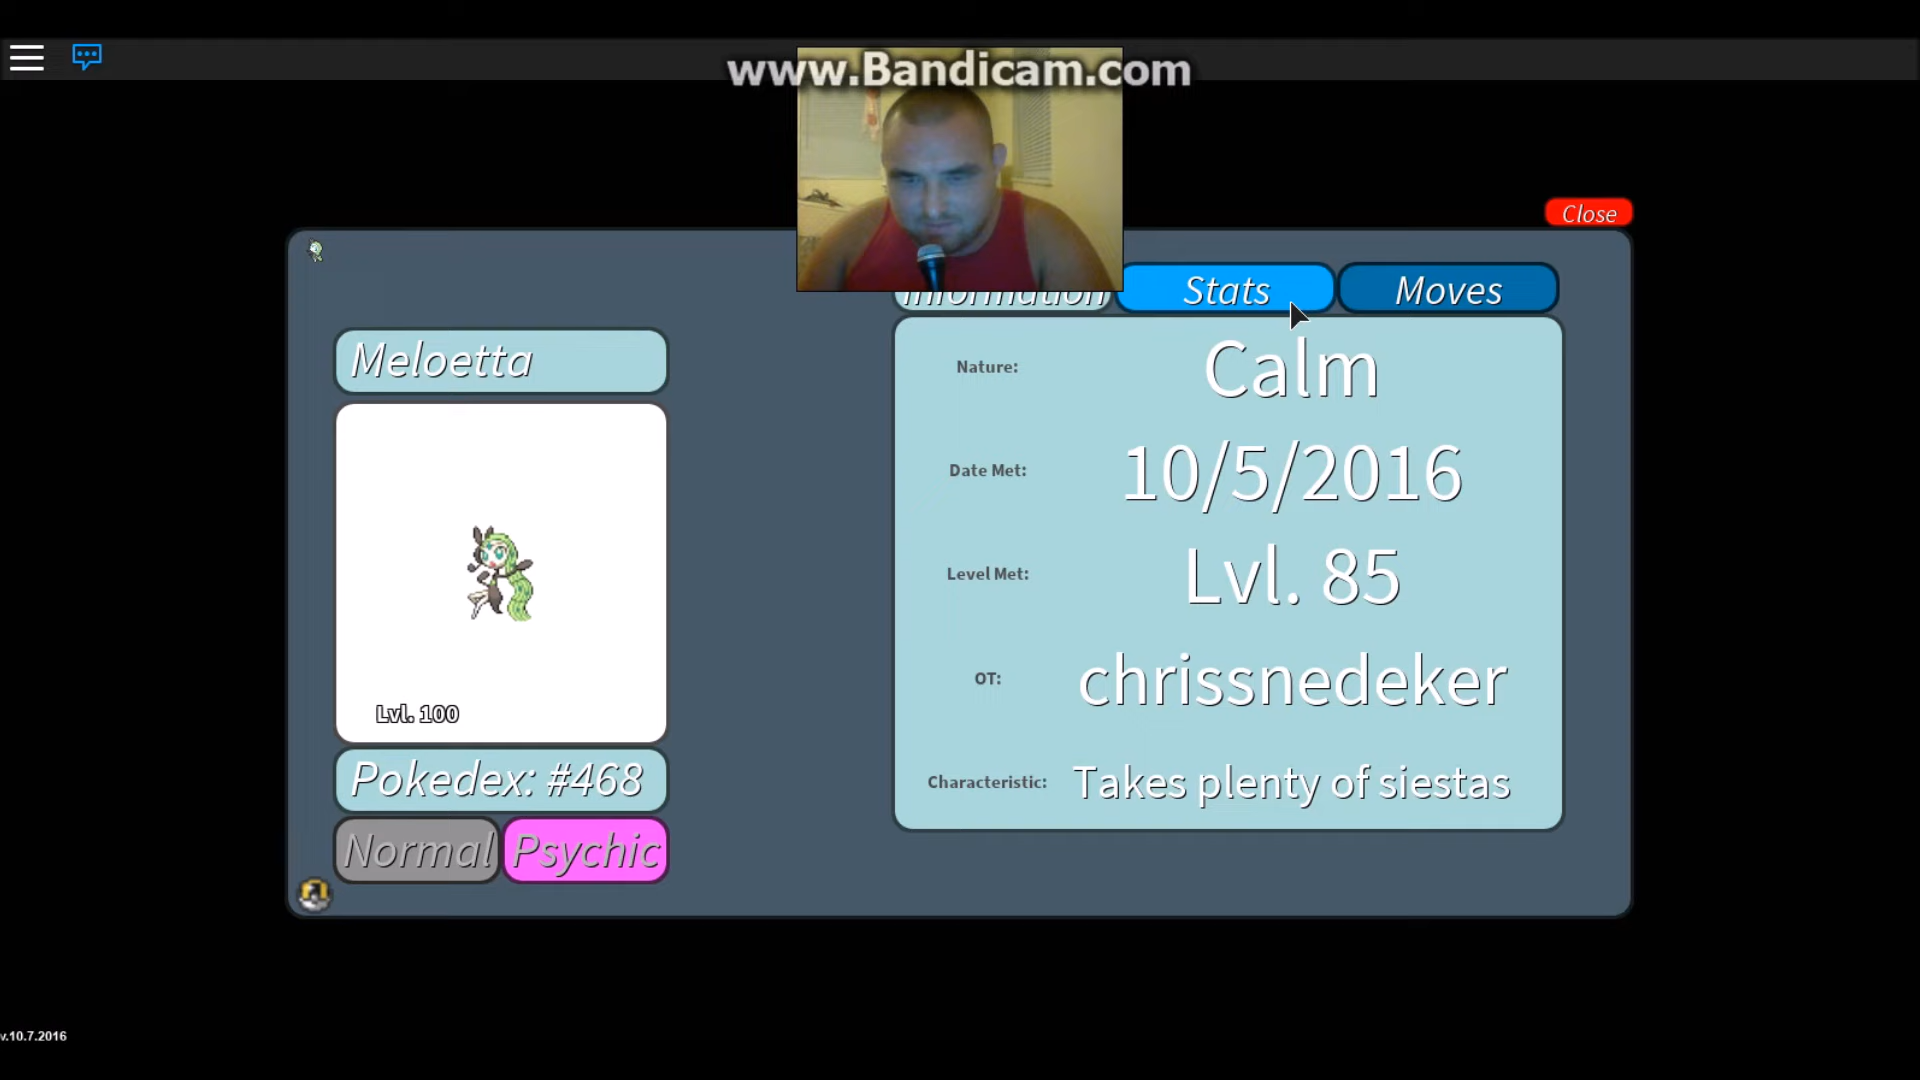 www.Bandicam.com
Close
Information
Stats
Moves
Meloetta
Nature:
Calm
Date Met:
10/5/2016
Level Met:
Lvl. 85
OT:
chrissnedeker
Characteristic:
Takes plenty of siestas
Lvl. 100
Pokedex: #468
Normal
Psychic
v.10.7.2016